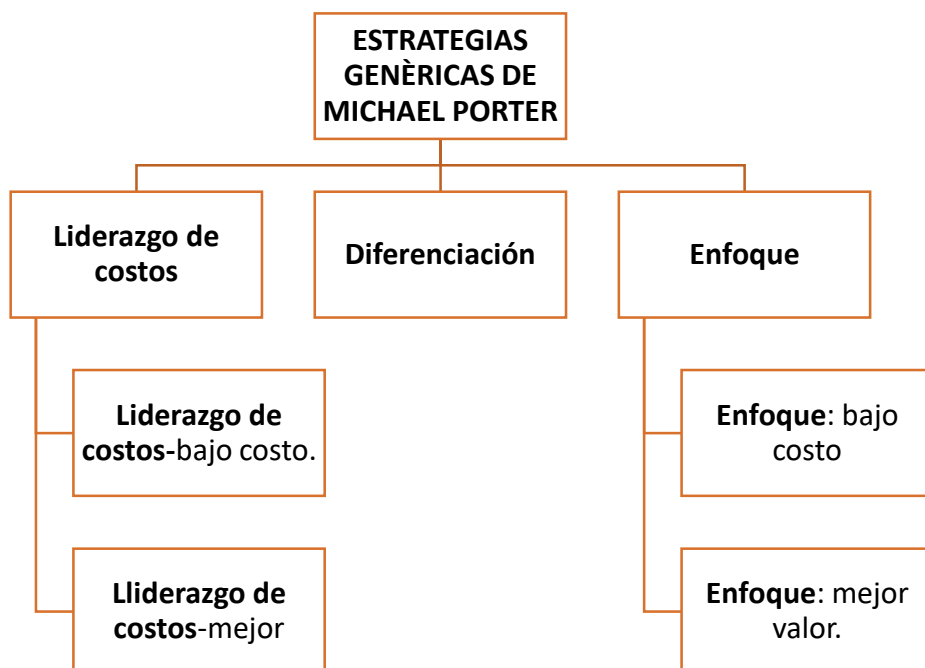 ESTRATEGIAS
GENÈRICAS DE
MICHAEL PORTER
Liderazgo de
costos
Diferenciación
Enfoque
Liderazgo de
costos-bajo costo.
Lliderazgo de
costos-mejor
Enfoque: bajo
costo
Enfoque: mejor
valor.